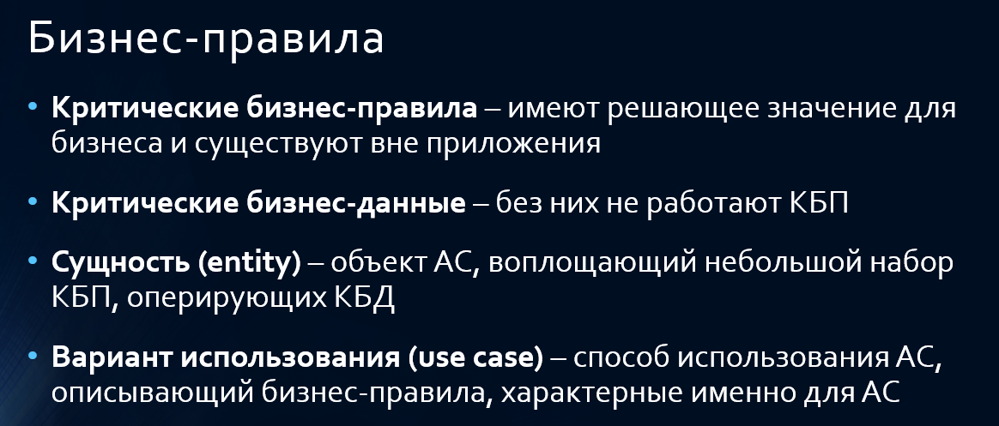 Бизнес-правила
• Критические бизнес-правила – имеют решающее значение для
бизнеса и существуют вне приложения
• Критические бизнес-данные – без них не работают КБП
• Сущность (entity) – объект АС, воплощающий небольшой набор
КБП, оперирующих КБД
• Вариант использования (use case) – способ использования АС,
описывающий бизнес-правила, характерные именно для АС